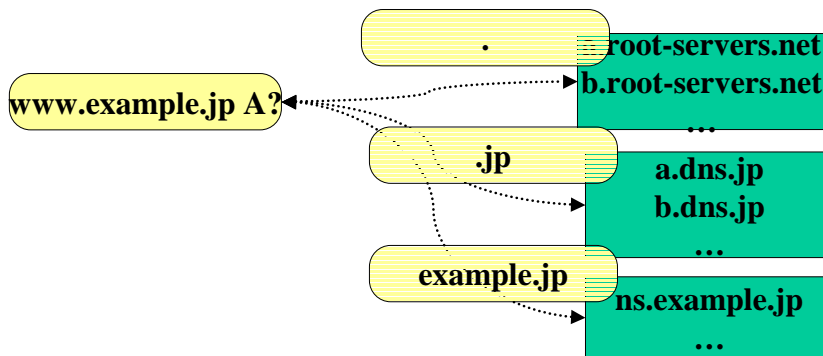 .
.root-servers.net
b.root-servers.net
…
www.example.jp A?
.jp
a.dns.jp
b.dns.jp
…
example.jp
ns.example.jp
…